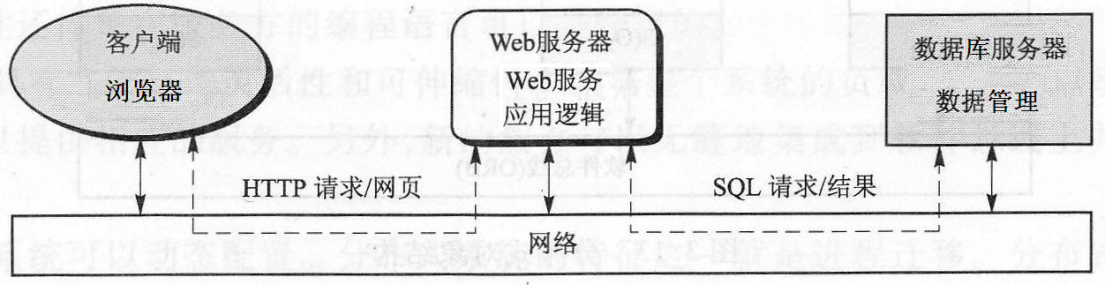 客户端
浏览器
Web服务器
Web服务
应用逻辑
数据库服务器
数据管理
HTTP 请求/网页
SQL 请求/结果
网络